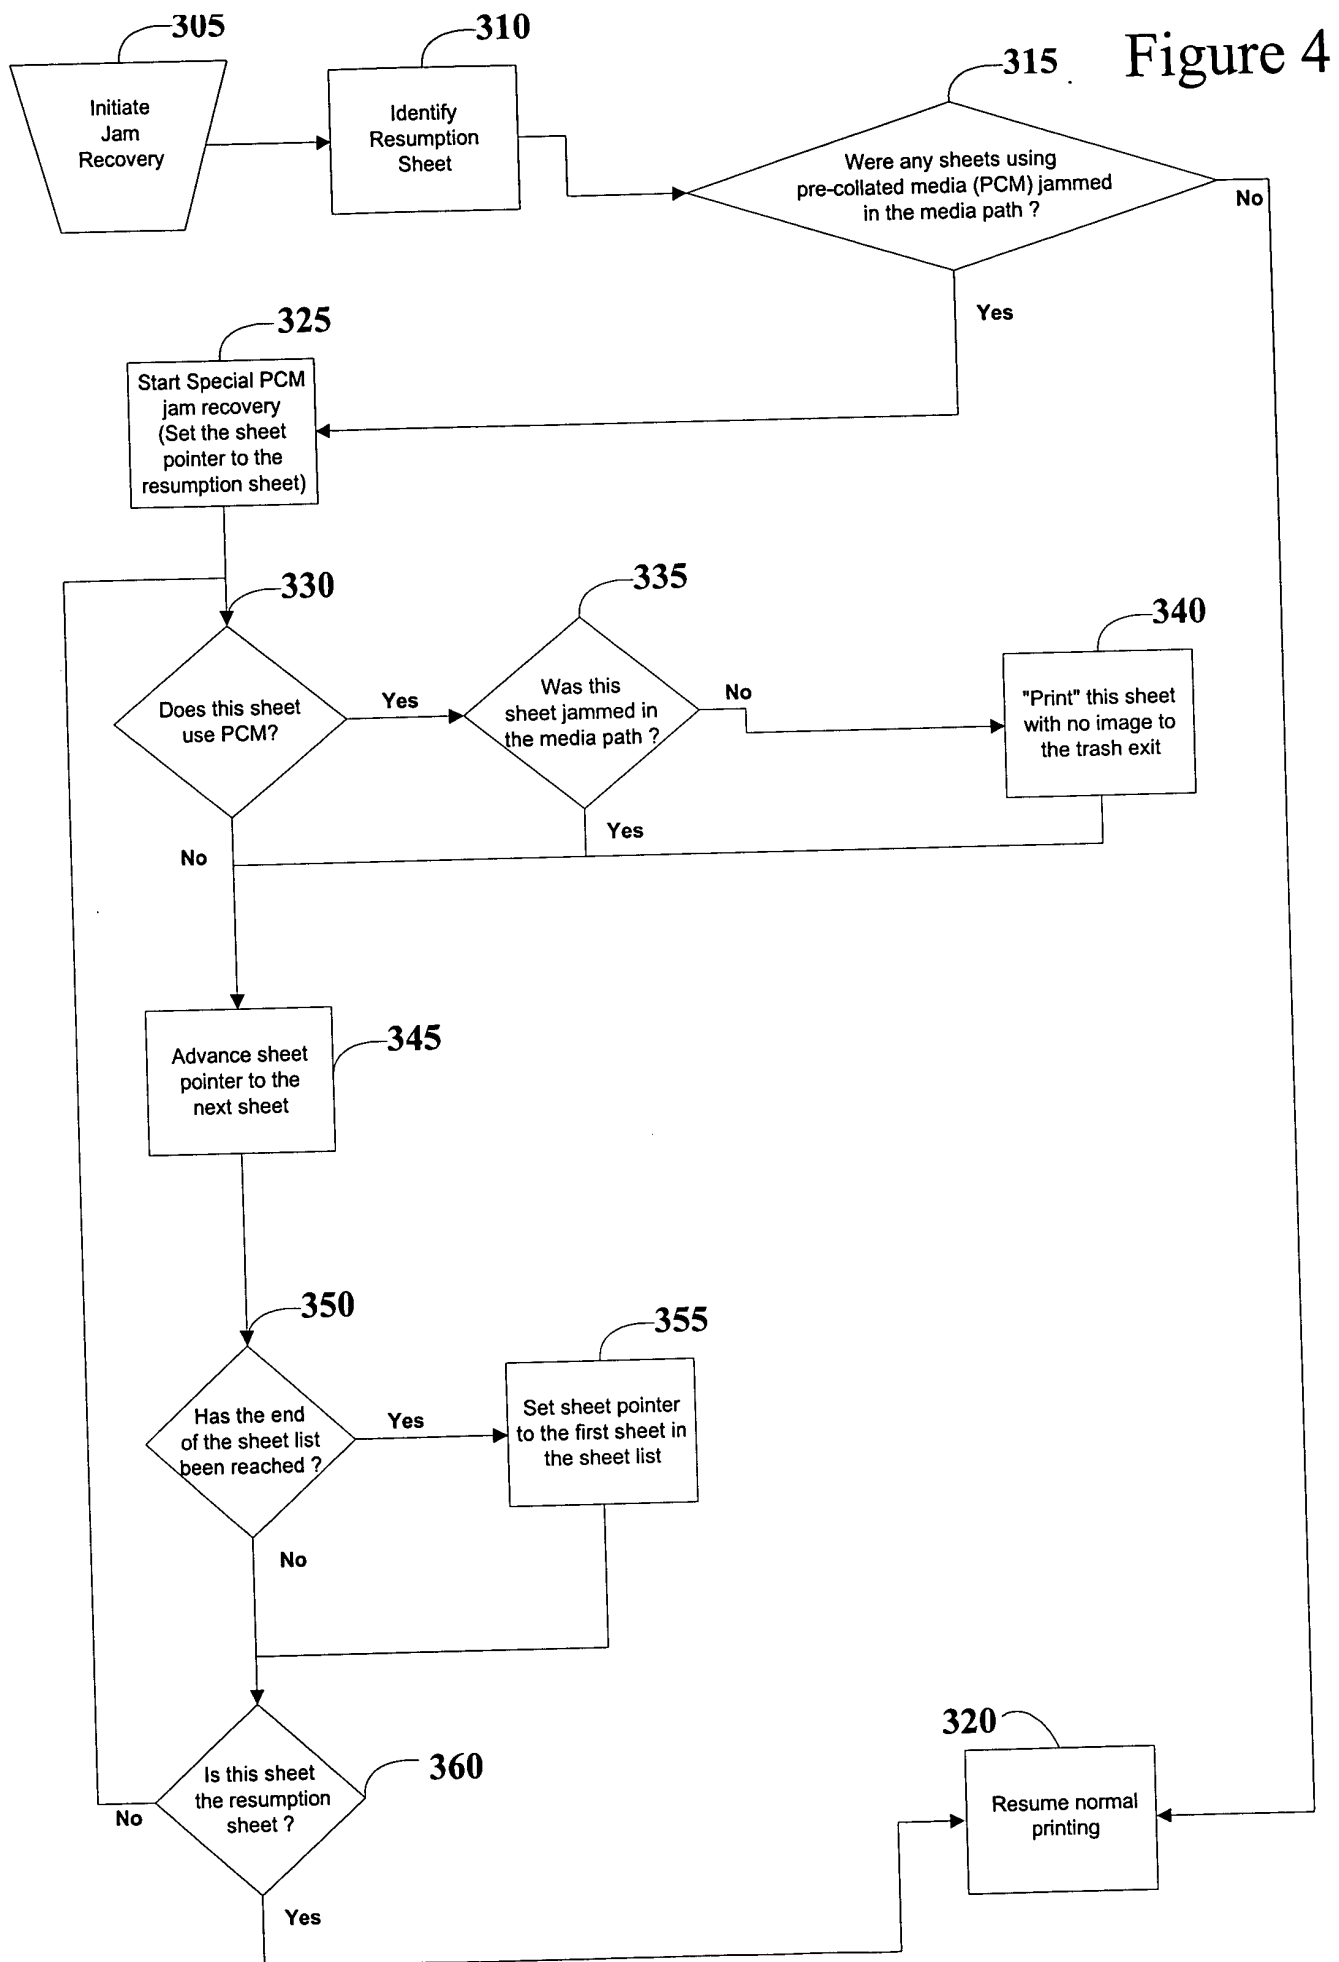 Figure 4
305
Initiate
Jam
Recovery
310
Identify
Resumption
Sheet
315
Were any sheets using
pre-collated media (PCM) jammed
in the media path ?
No
Yes
325
Start Special PCM
jam recovery
(Set the sheet
pointer to the
resumption sheet)
330
Does this sheet
use PCM?
Yes
No
335
Was this
sheet jammed in
the media path ?
No
Yes
340
"Print" this sheet
with no image to
the trash exit
345
Advance sheet
pointer to the
next sheet
350
Has the end
of the sheet list
been reached ?
Yes
No
355
Set sheet pointer
to the first sheet in
the sheet list
360
Is this sheet
the resumption
sheet ?
No
Yes
320
Resume normal
printing